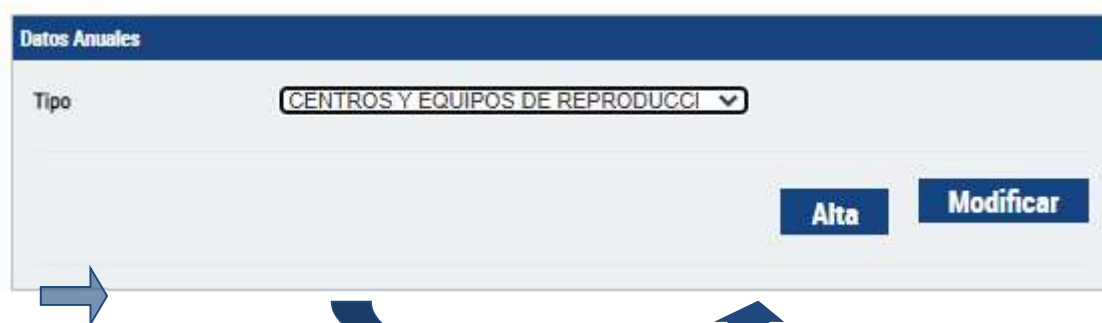 Datos Anuales
Tipo
CENTROS Y EQUIPOS DE REPRODUCCI
Alta
Modificar